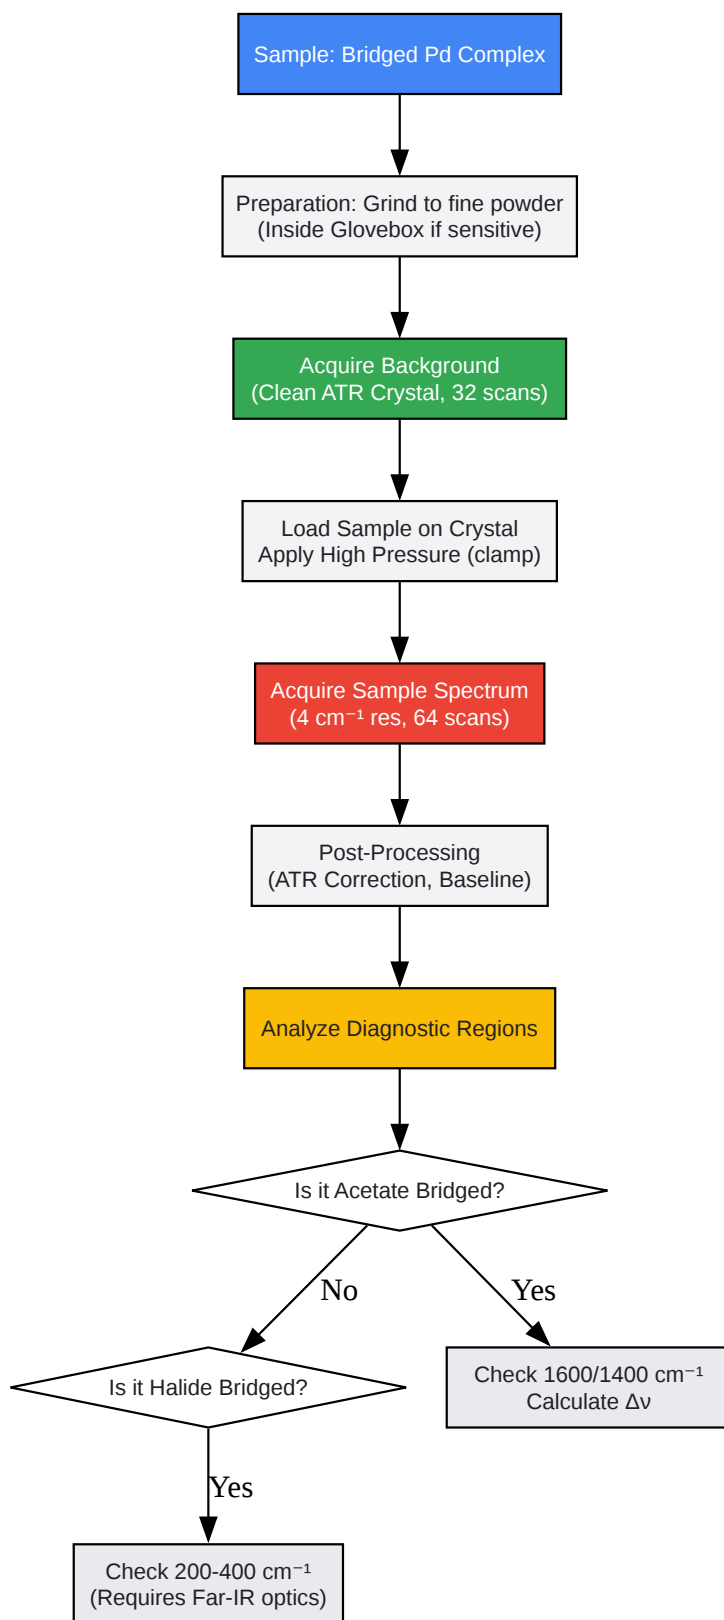 Sample: Bridged Pd Complex
Preparation: Grind to fine powder
(Inside Glovebox if sensitive)
Acquire Background
(Clean ATR Crystal, 32 scans)
Load Sample on Crystal
Apply High Pressure (clamp)
Acquire Sample Spectrum
(4 cm⁻¹ res, 64 scans)
Post-Processing
(ATR Correction, Baseline)
Analyze Diagnostic Regions
Is it Acetate Bridged?
No
Yes
Is it Halide Bridged?
Check 1600/1400 cm⁻¹
Calculate Δν
Yes
Check 200-400 cm⁻¹
(Requires Far-IR optics)